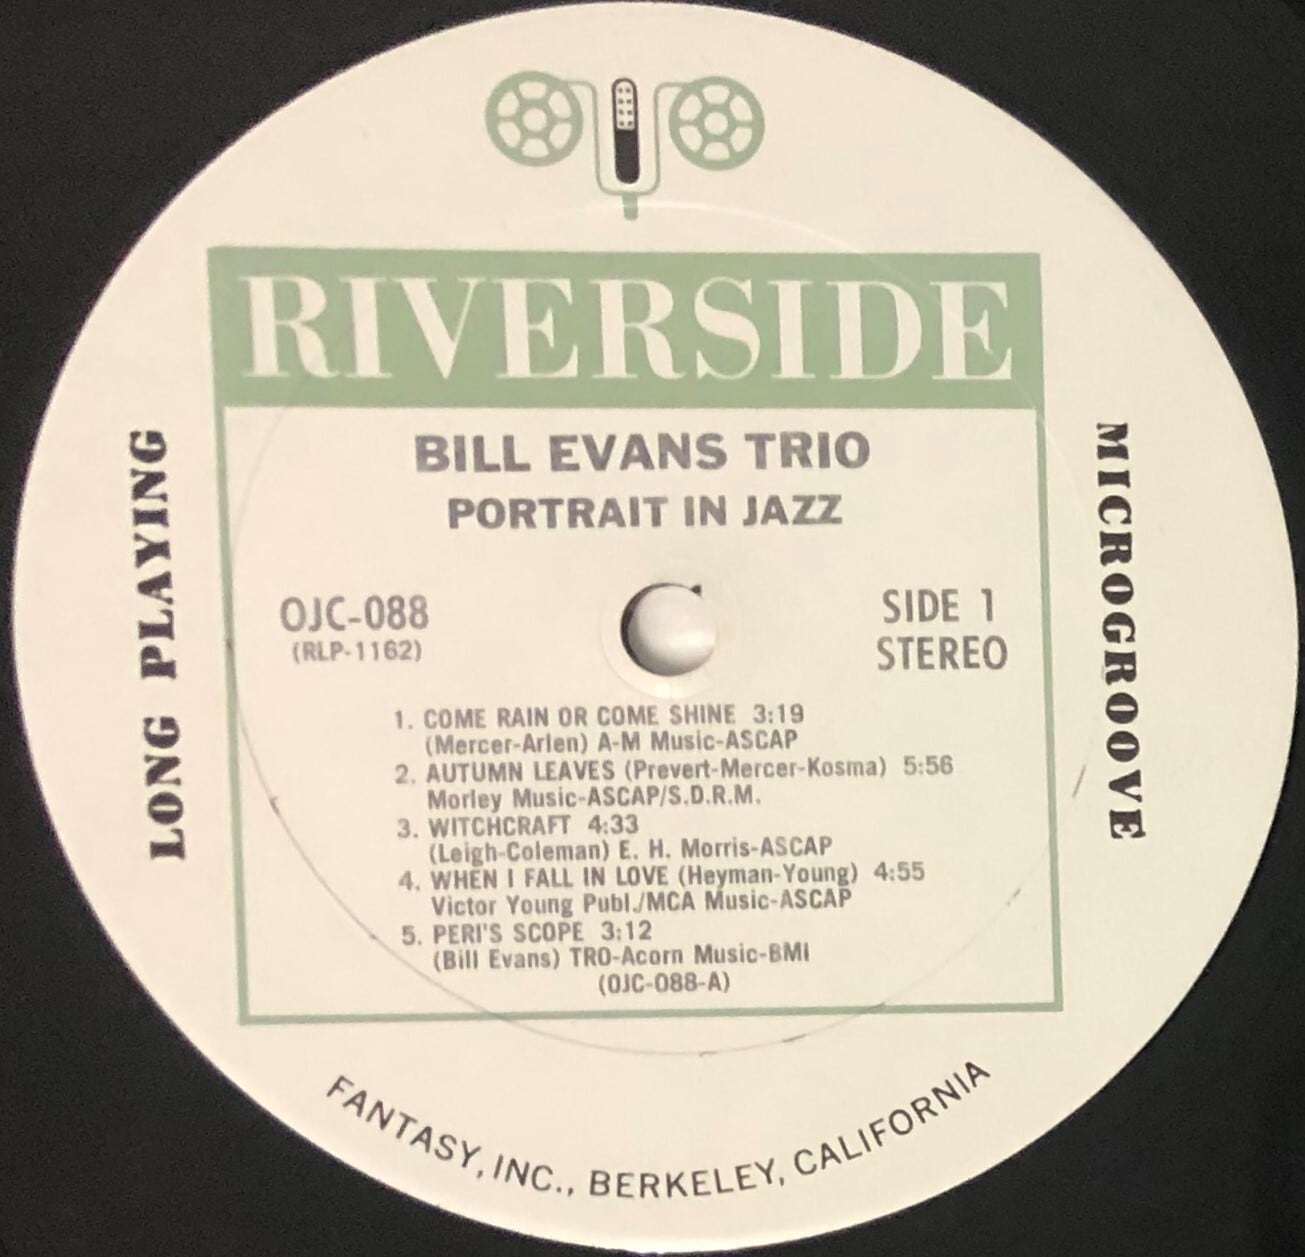 RIVERSIDE
BILL EVANS TRIO
PORTRAIT IN JAZZ
LONG PLAYING
MICROGROOVE
OJC-088
(RLP-1162)
SIDE 1
STEREO
1. COME RAIN OR COME SHINE 3:19
(Mercer-Arlen) A-M Music-ASCAP
2. AUTUMN LEAVES (Prevert-Mercer-Kosma) 5:56
Morley Music-ASCAP/S.D.R.M.
3. WITCHCRAFT 4:33
(Leigh-Coleman) E. H. Morris-ASCAP
4. WHEN I FALL IN LOVE (Heyman-Young) 4:55
Victor Young Publ./MCA Music-ASCAP
5. PERI'S SCOPE 3:12
(Bill Evans) TRO-Acorn Music-BMI
(OJC-088-A)
FANTASY, INC., BERKELEY, CALIFORNIA